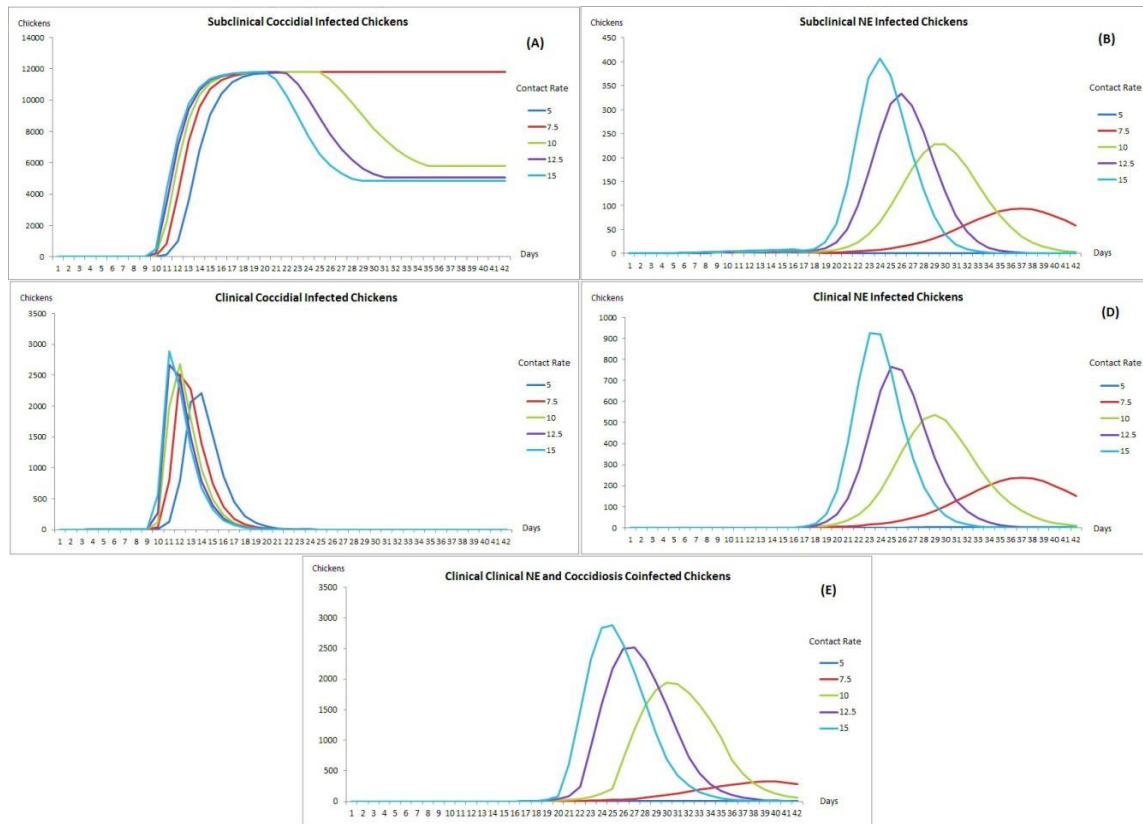 Chickens
Subclinical Coccidial Infected Chickens
(A)
14000
12000
10000
8000
6000
4000
2000
0
Contact Rate
5
7.5
10
12.5
15
Days
1 2 3 4 5 6 7 8 9 10 11 12 13 14 15 16 17 18 19 20 21 22 23 24 25 26 27 28 29 30 31 32 33 34 35 36 37 38 39 40 41 42
Chickens
Subclinical NE Infected Chickens
(B)
450
400
350
300
250
200
150
100
50
0
Contact Rate
5
7.5
10
12.5
15
Days
1 2 3 4 5 6 7 8 9 10 11 12 13 14 15 16 17 18 19 20 21 22 23 24 25 26 27 28 29 30 31 32 33 34 35 36 37 38 39 40 41 42
Chickens
Clinical Coccidial Infected Chickens
3500
3000
2500
2000
1500
1000
500
0
Contact Rate
5
7.5
10
12.5
15
Days
1 2 3 4 5 6 7 8 9 10 11 12 13 14 15 16 17 18 19 20 21 22 23 24 25 26 27 28 29 30 31 32 33 34 35 36 37 38 39 40 41 42
Chickens
Clinical NE Infected Chickens
(D)
1000
900
800
700
600
500
400
300
200
100
0
Contact Rate
5
7.5
10
12.5
15
Days
1 2 3 4 5 6 7 8 9 10 11 12 13 14 15 16 17 18 19 20 21 22 23 24 25 26 27 28 29 30 31 32 33 34 35 36 37 38 39 40 41 42
Chickens
Clinical Clinical NE and Coccidiosis Coinfected Chickens
(E)
3500
3000
2500
2000
1500
1000
500
0
Contact Rate
5
7.5
10
12.5
15
Days
1 2 3 4 5 6 7 8 9 10 11 12 13 14 15 16 17 18 19 20 21 22 23 24 25 26 27 28 29 30 31 32 33 34 35 36 37 38 39 40 41 42